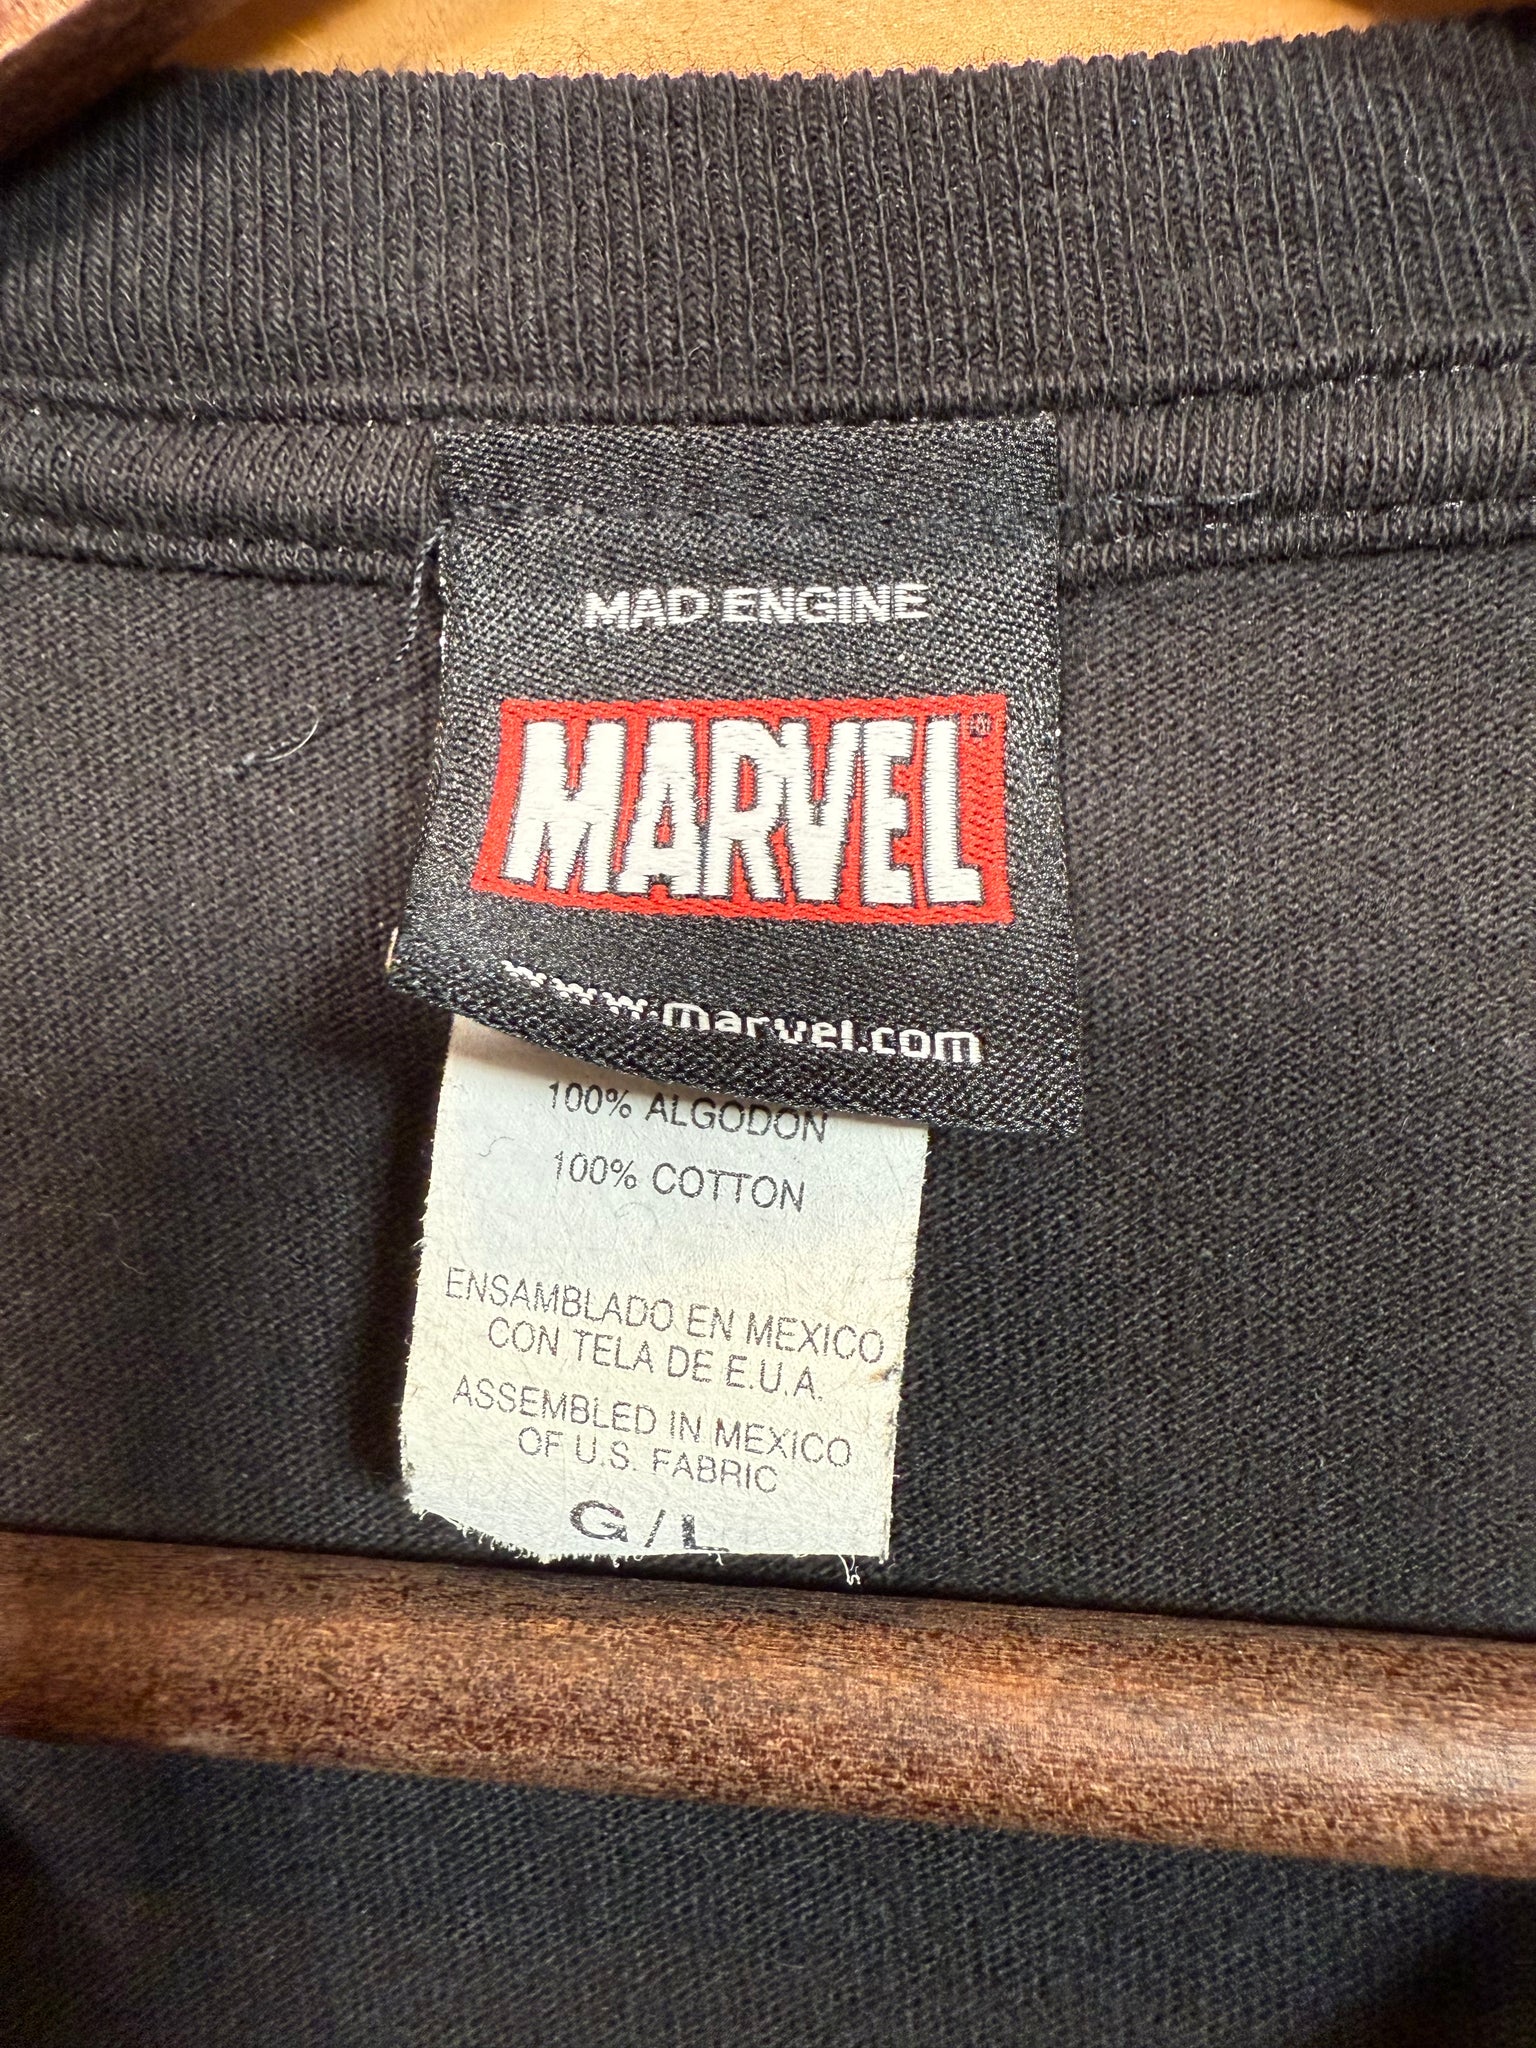 MAD ENGINE
MARVEL
www.marvel.com
100% ALGODON
100% COTTON
ENSAMBLADO EN MEXICO
CON TELA DE E.U.A.
ASSEMBLED IN MEXICO
OF U.S. FABRIC
G/L